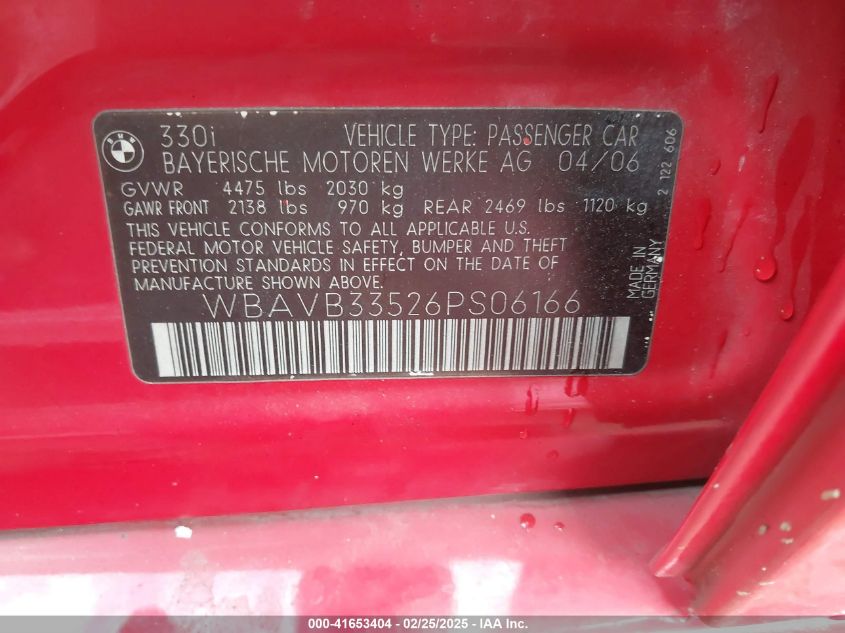 BMW
330i VEHICLE TYPE: PASSENGER CAR
BAYERISCHE MOTOREN WERKE AG 04/06
GVWR 4475 lbs 2030 kg
GAWR FRONT 2138 lbs 970 kg REAR 2469 lbs 1120 kg
THIS VEHICLE CONFORMS TO ALL APPLICABLE U.S.
FEDERAL MOTOR VEHICLE SAFETY, BUMPER AND THEFT
PREVENTION STANDARDS IN EFFECT ON THE DATE OF
MANUFACTURE SHOWN ABOVE.
WBAVB33526PS06166
MADE IN
GERMANY
2 122 606
000-41653404 - 02/25/2025 - IAA Inc.